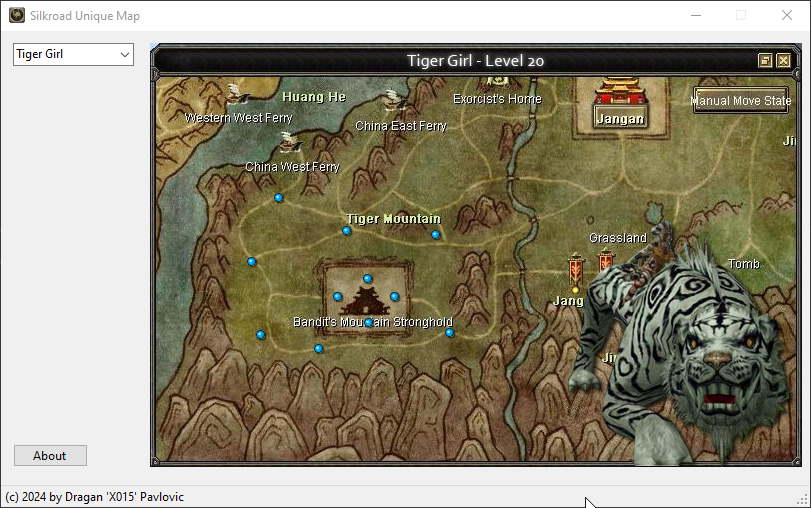 Silkroad Unique Map
Tiger Girl
Tiger Girl - Level 20
Huang He
Exorcist's Home
Manual Move State
Western West Ferry
China East Ferry
Jangan
China West Ferry
Tiger Mountain
Grassland
Tomb
Jang
Bandit's Mountain Stronghold
About
(c) 2024 by Dragan 'X015' Pavlovic